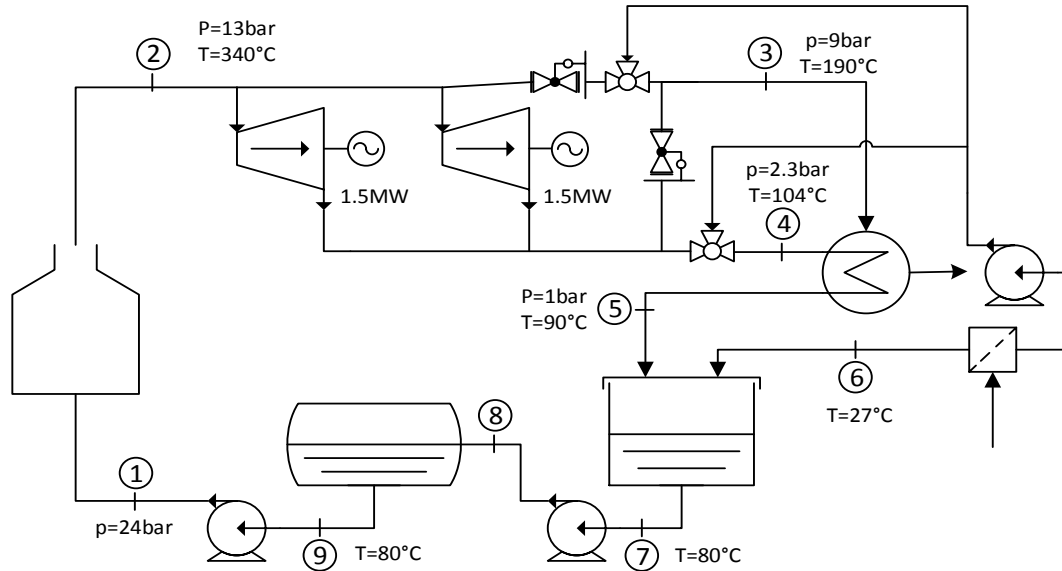 2
P=13bar
T=340°C
3
p=9bar
T=190°C
1.5MW
1.5MW
p=2.3bar
T=104°C
4
P=1bar
T=90°C
5
6
T=27°C
8
1
p=24bar
9
T=80°C
7
T=80°C